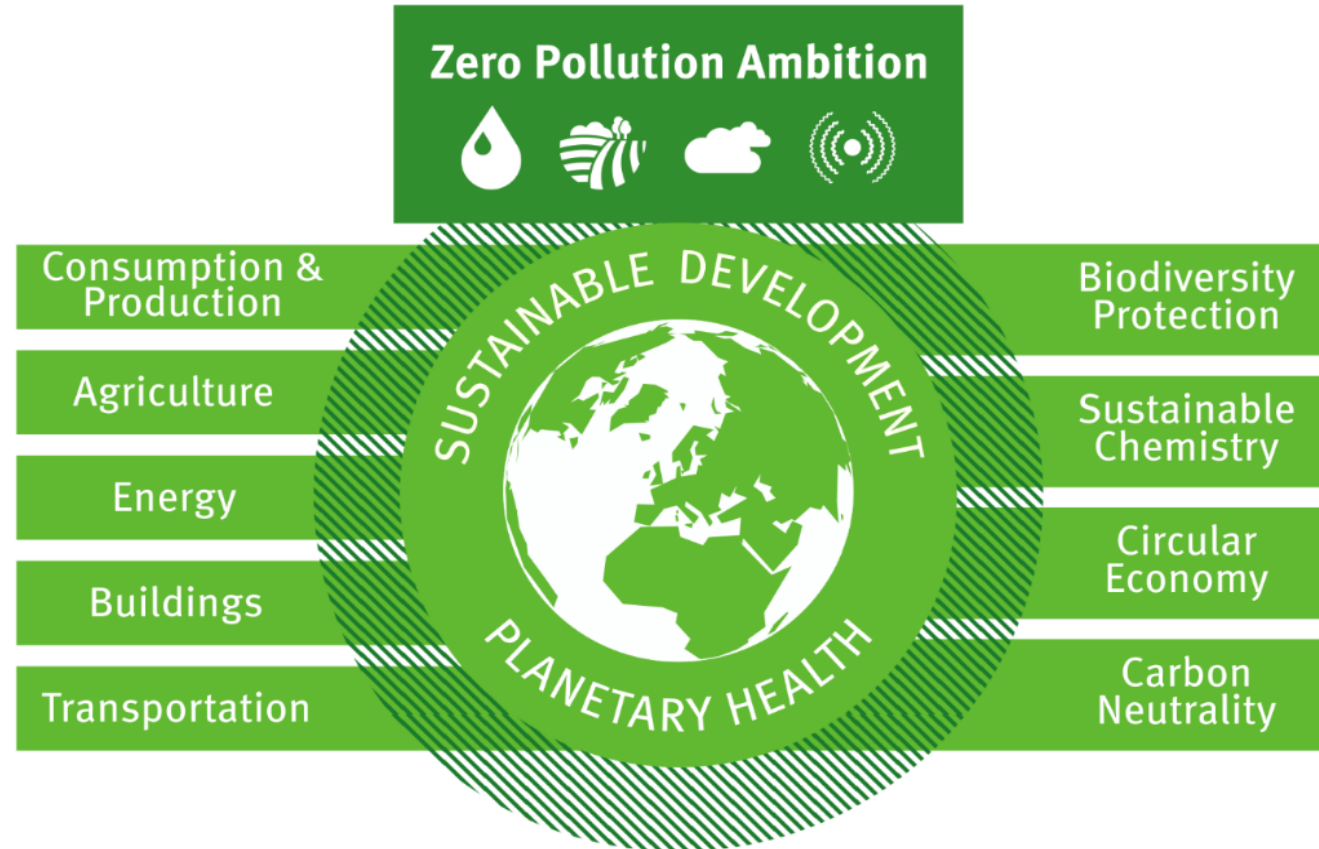 Zero Pollution Ambition
Consumption &
Production
Agriculture
Energy
Buildings
Transportation
SUSTAINABLE DEVELOPMENT
PLANETARY HEALTH
Biodiversity
Protection
Sustainable
Chemistry
Circular
Economy
Carbon
Neutrality